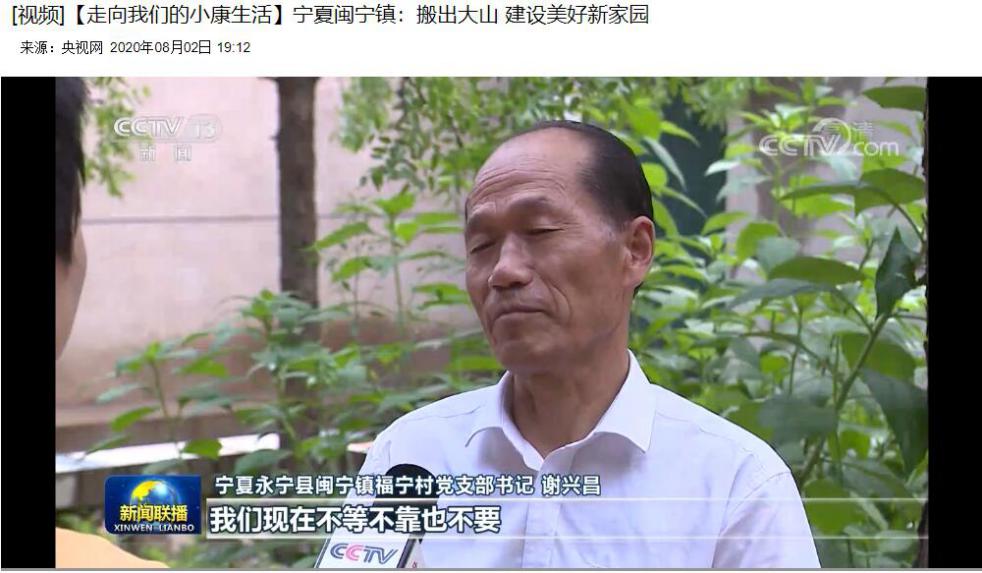 [视频]【走向我们的小康生活】宁夏闽宁镇：搬出大山 建设美好新家园
来源：央视网 2020年08月02日 19:12
CCTV 13
新闻
CCTV.com
高清
宁夏永宁县闽宁镇福宁村党支部书记 谢兴昌
新闻联播
XINWEN LIANBO
我们现在不等不靠也不要
CCTV